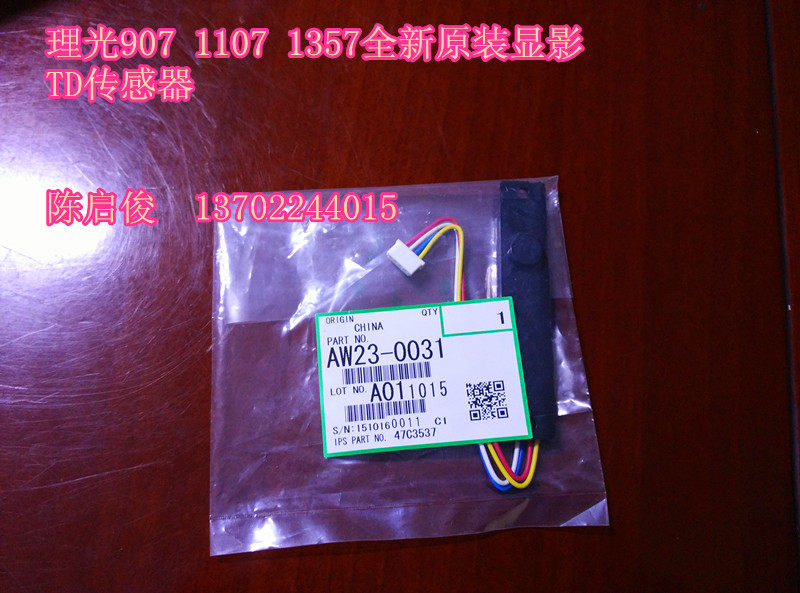 理光907 1107 1357全新原装显影
TD传感器
陈启俊 13702244015
ORIGIN CHINA
QTY 1
PART NO.
AW23-0031
LOT NO. A011015
S/N:1510160011 C1
IPS PART NO. 47C3537